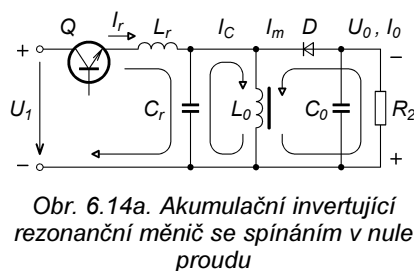 Q I_r L_r I_C I_m D U_0, I_0
+ −
U_1 C_r L_0 C_0 R_2
− +
Obr. 6.14a. Akumulační invertující
rezonanční měnič se spínáním v nule
proudu